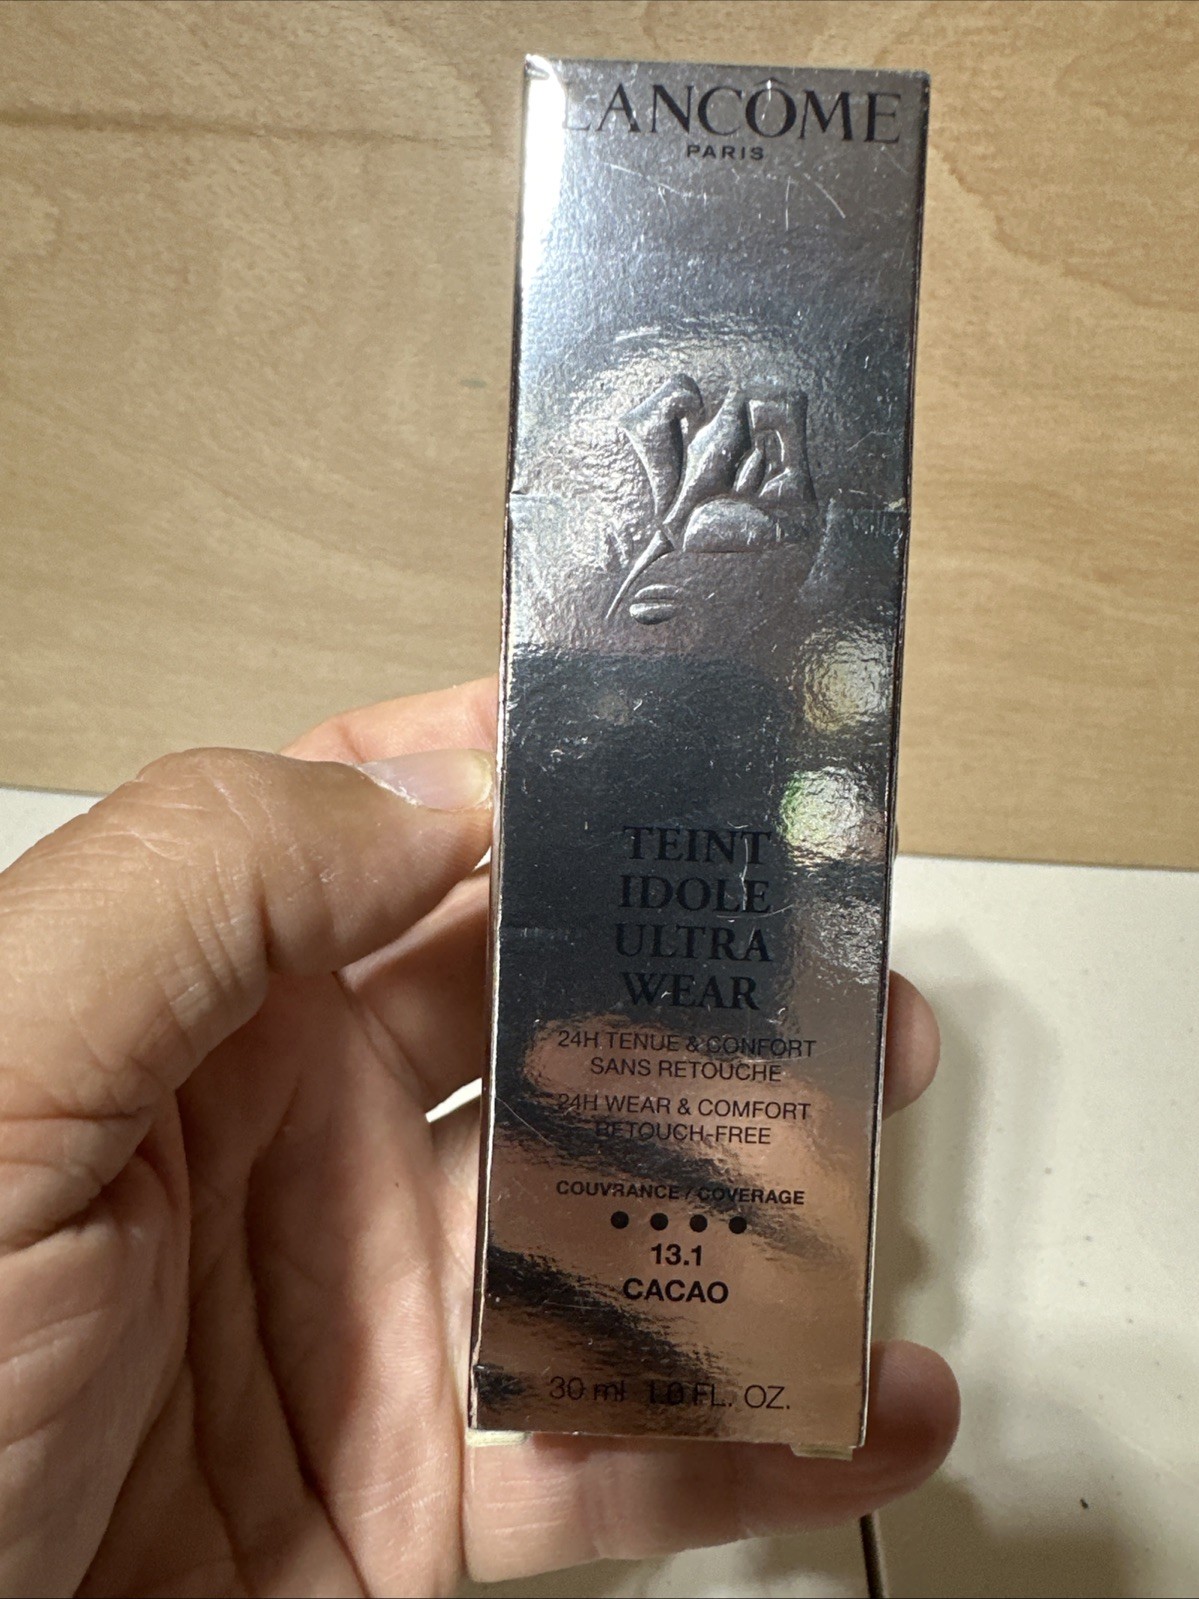 LANCÔME
PARIS
TEINT
IDOLE
ULTRA
WEAR
24H TENUE & CONFORT
SANS RETOUCHE
24H WEAR & COMFORT
RETOUCH-FREE
COUVRANCE / COVERAGE
13.1
CACAO
30 ml 1.0 FL. OZ.